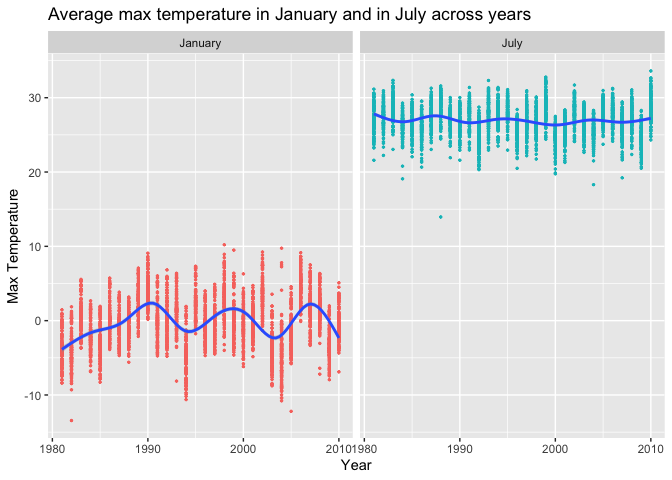 Average max temperature in January and in July across years
January
July
Max Temperature
30
20
10
0
-10
1980
1990
2000
2010
1980
1990
2000
2010
Year